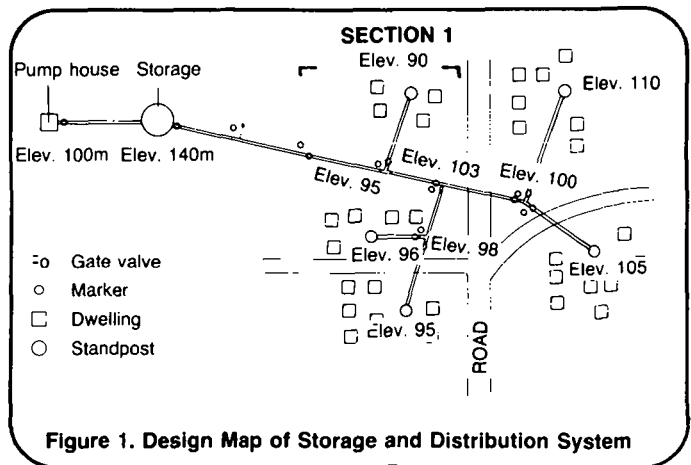 SECTION 1
Elev. 90
Pump house Storage
Elev. 110
Elev. 100m Elev. 140m
Elev. 95
Elev. 103
Elev. 100
Elev. 96
Elev. 98
Elev. 105
Gate valve
Marker
Dwelling
Standpost
Elev. 95
ROAD
Figure 1. Design Map of Storage and Distribution System